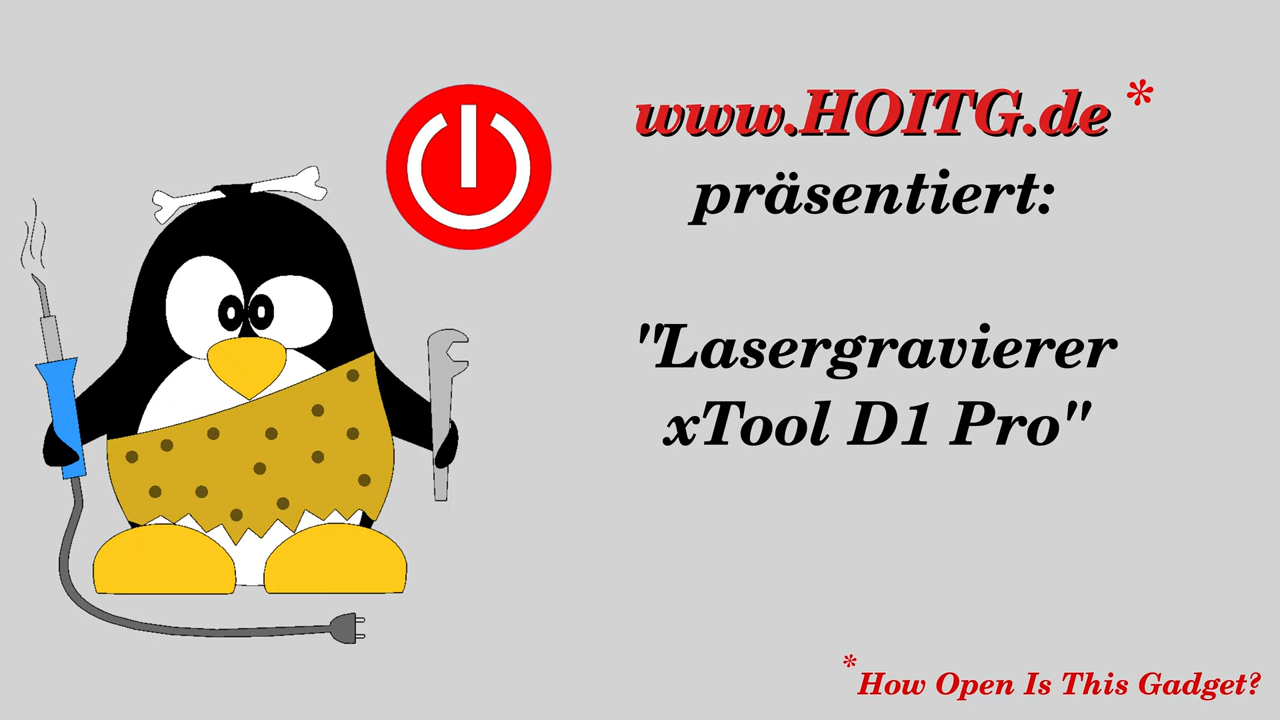 www.HOITG.de *
präsentiert:
"Lasergravierer
xTool D1 Pro"
*How Open Is This Gadget?